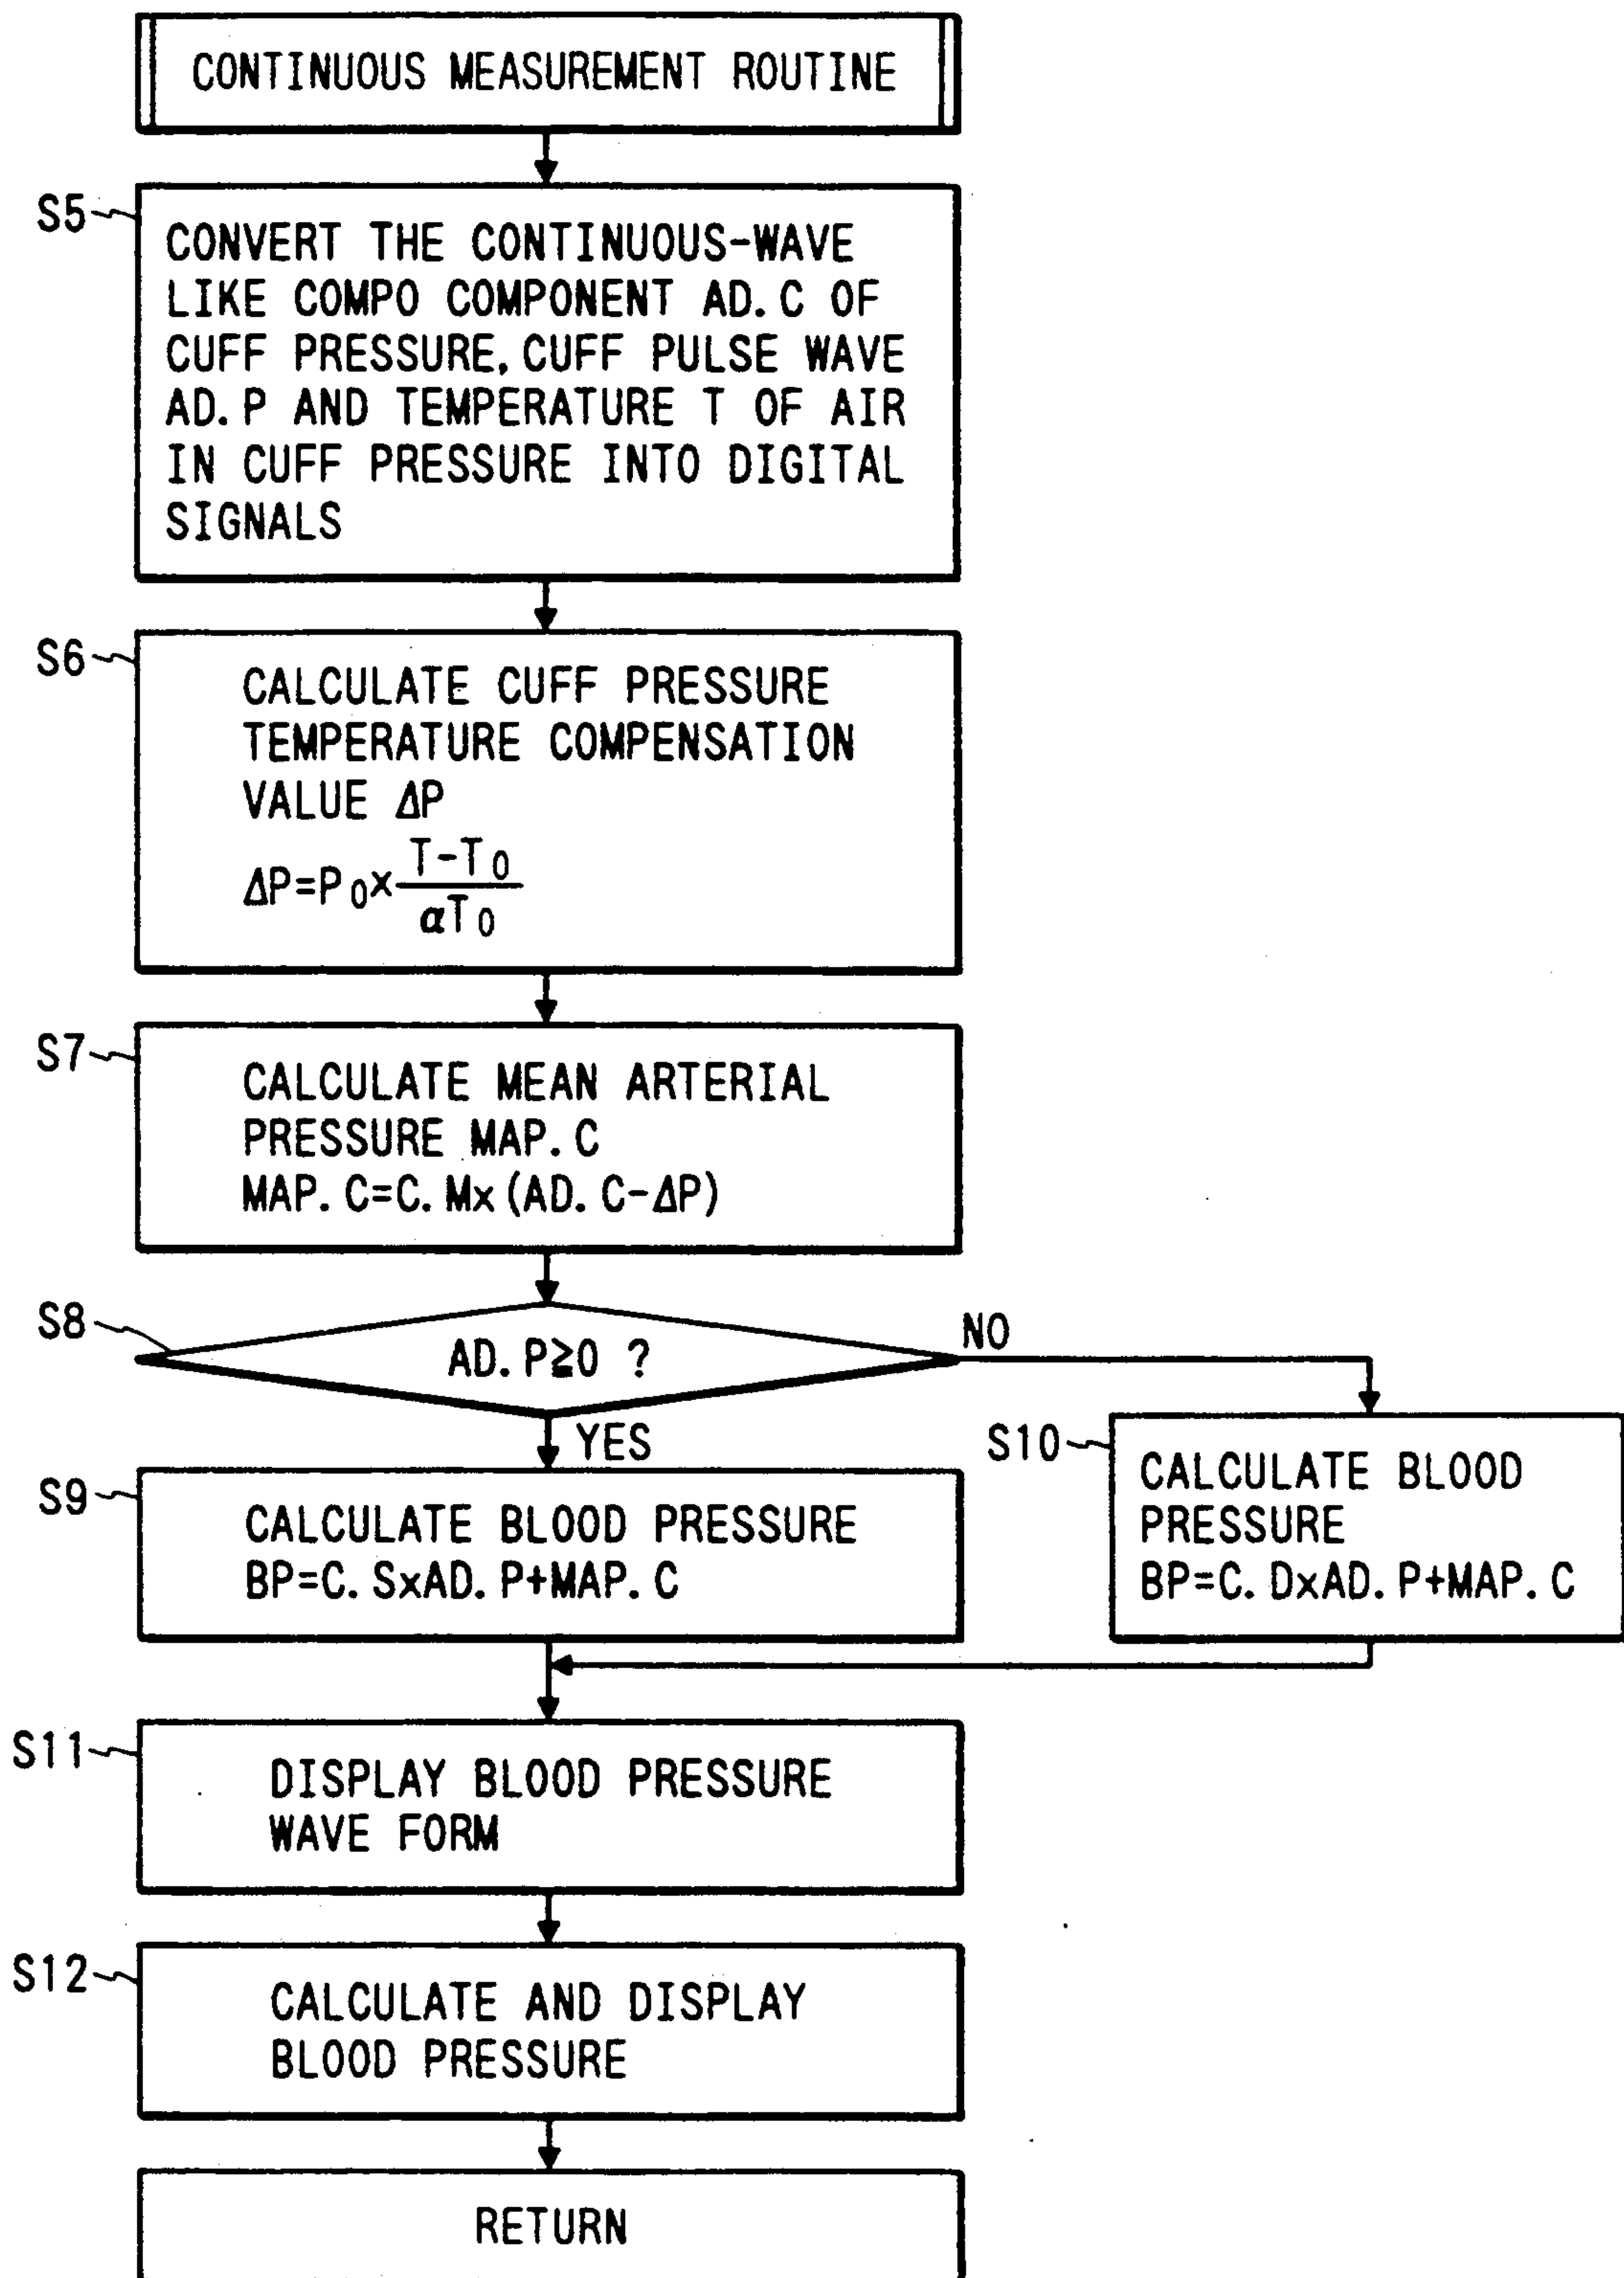 CONTINUOUS MEASUREMENT ROUTINE
S5
CONVERT THE CONTINUOUS-WAVE
LIKE COMPO COMPONENT AD. C OF
CUFF PRESSURE, CUFF PULSE WAVE
AD. P AND TEMPERATURE T OF AIR
IN CUFF PRESSURE INTO DIGITAL
SIGNALS
S6
CALCULATE CUFF PRESSURE
TEMPERATURE COMPENSATION
VALUE ΔP
ΔP=P0×(T-T0)/(αT0)
S7
CALCULATE MEAN ARTERIAL
PRESSURE MAP. C
MAP. C=C. M×(AD. C-ΔP)
S8
AD. P≧0 ?
NO
YES
S9
CALCULATE BLOOD PRESSURE
BP=C. S×AD. P+MAP. C
S10
CALCULATE BLOOD
PRESSURE
BP=C. D×AD. P+MAP. C
S11
DISPLAY BLOOD PRESSURE
WAVE FORM
S12
CALCULATE AND DISPLAY
BLOOD PRESSURE
RETURN